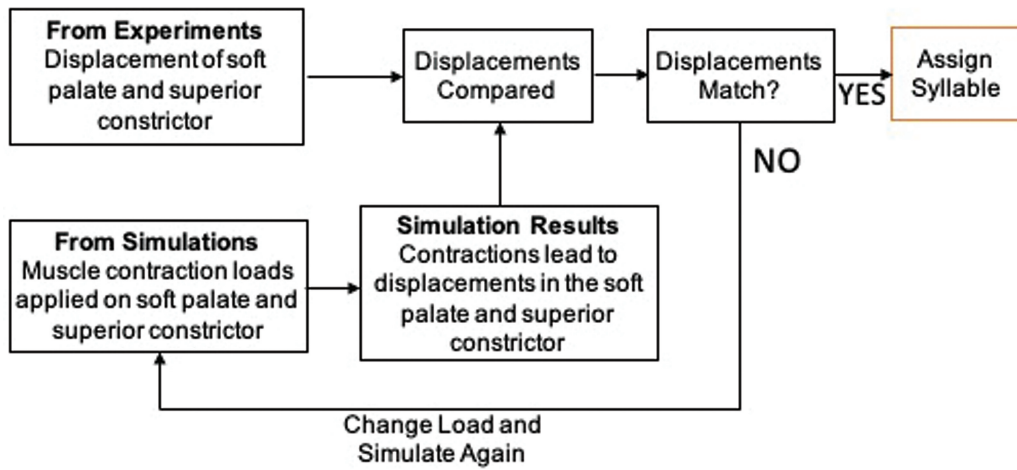 From Experiments
Displacement of soft
palate and superior
constrictor
Displacements
Compared
Displacements
Match?
YES
Assign
Syllable
NO
From Simulations
Muscle contraction loads
applied on soft palate and
superior constrictor
Simulation Results
Contractions lead to
displacements in the soft
palate and superior
constrictor
Change Load and
Simulate Again